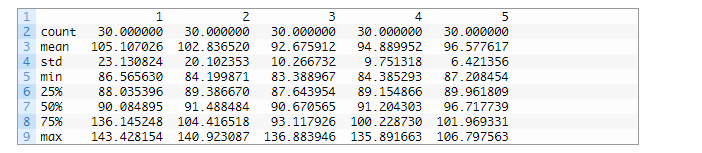 1 1 2 3 4 5
2 count 30.000000 30.000000 30.000000 30.000000 30.000000
3 mean 105.107026 102.836520 92.675912 94.889952 96.577617
4 std 23.130824 20.102353 10.266732 9.751318 6.421356
5 min 86.565630 84.199871 83.388967 84.385293 87.208454
6 25% 88.035396 89.386670 87.643954 89.154866 89.961809
7 50% 90.084895 91.488484 90.670565 91.204303 96.717739
8 75% 136.145248 104.416518 93.117926 100.228730 101.969331
9 max 143.428154 140.923087 136.883946 135.891663 106.797563